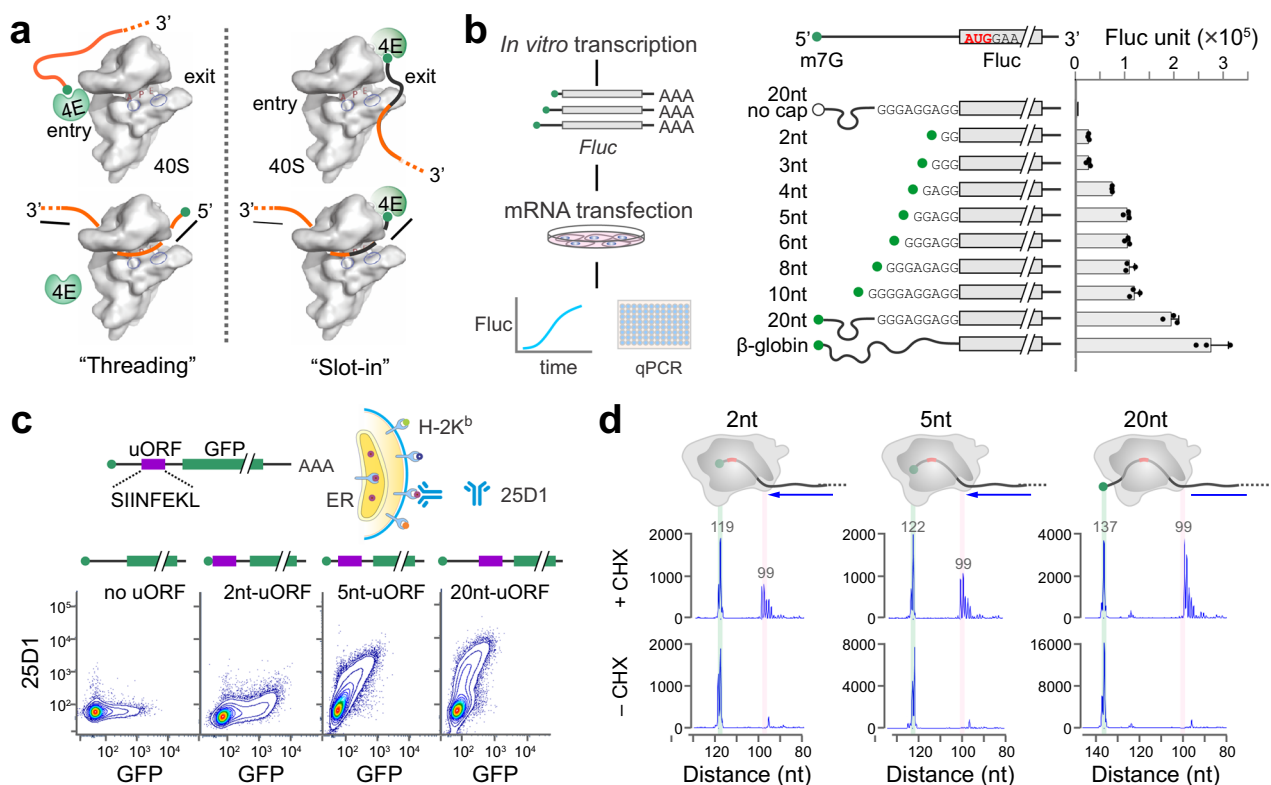 a
3’
4E
exit
4E
exit
entry
entry
40S
40S
3’
3’
5’
3’
4E
4E
“Threading”
“Slot-in”
b
In vitro transcription
AAA
AAA
AAA
Fluc
mRNA transfection
Fluc
time
qPCR
5’
AUGGAA
3’
m7G
Fluc
Fluc unit (×10⁵)
0 1 2 3
20nt
no cap
GGGAGGAGG
2nt
GG
3nt
GGG
4nt
GAGG
5nt
GGAGG
6nt
GGGAGG
8nt
GGGAGAGG
10nt
GGGGAGGAGG
20nt
GGGAGGAGG
β-globin
c
uORF
GFP
AAA
SIINFEKL
H-2Kᵇ
ER
25D1
no uORF
2nt-uORF
5nt-uORF
20nt-uORF
25D1
10⁵
10⁴
10³
10²
10² 10³ 10⁴
10² 10³ 10⁴
10² 10³ 10⁴
10² 10³ 10⁴
GFP
GFP
GFP
GFP
d
2nt
5nt
20nt
+ CHX
2000
1000
0
119
99
2000
1000
0
122
99
4000
2000
0
137
99
– CHX
2000
1000
0
8000
4000
0
16000
8000
0
120 100 80
120 100 80
140 120 100 80
Distance (nt)
Distance (nt)
Distance (nt)